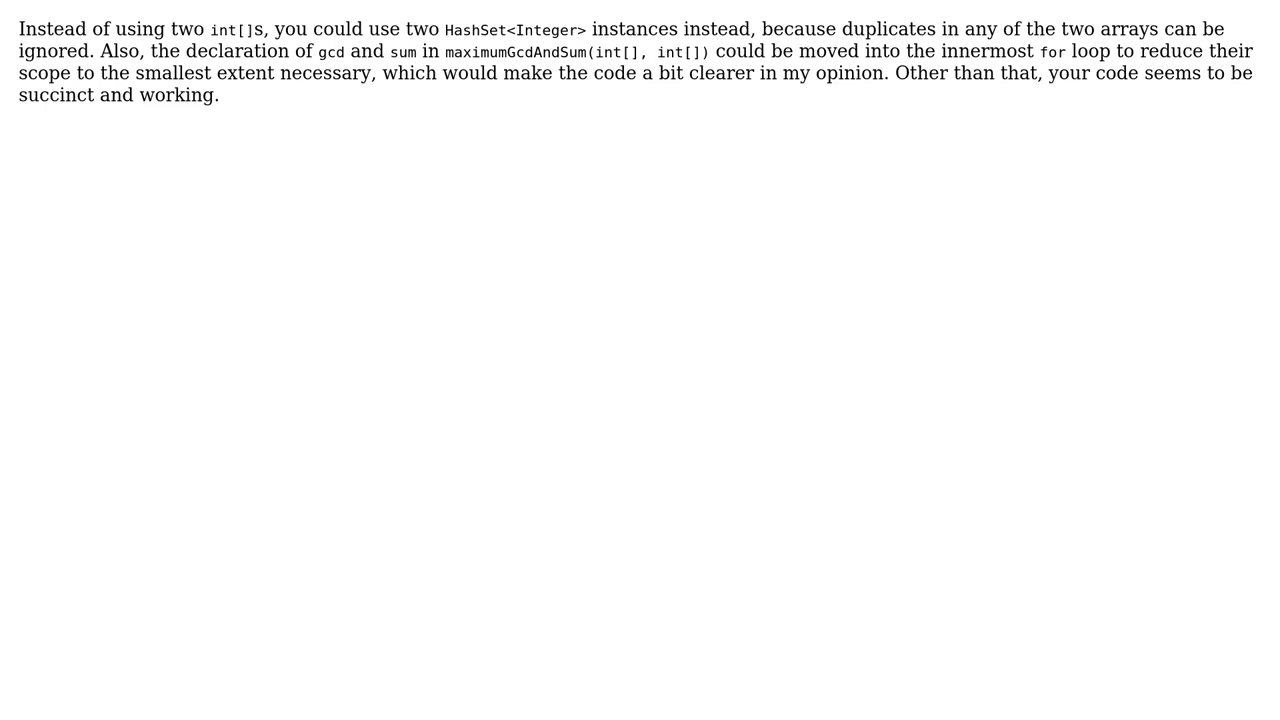 Instead of using two int[]s, you could use two HashSet<Integer> instances instead, because duplicates in any of the two arrays can be
ignored. Also, the declaration of gcd and sum in maximumGcdAndSum(int[], int[]) could be moved into the innermost for loop to reduce their
scope to the smallest extent necessary, which would make the code a bit clearer in my opinion. Other than that, your code seems to be
succinct and working.